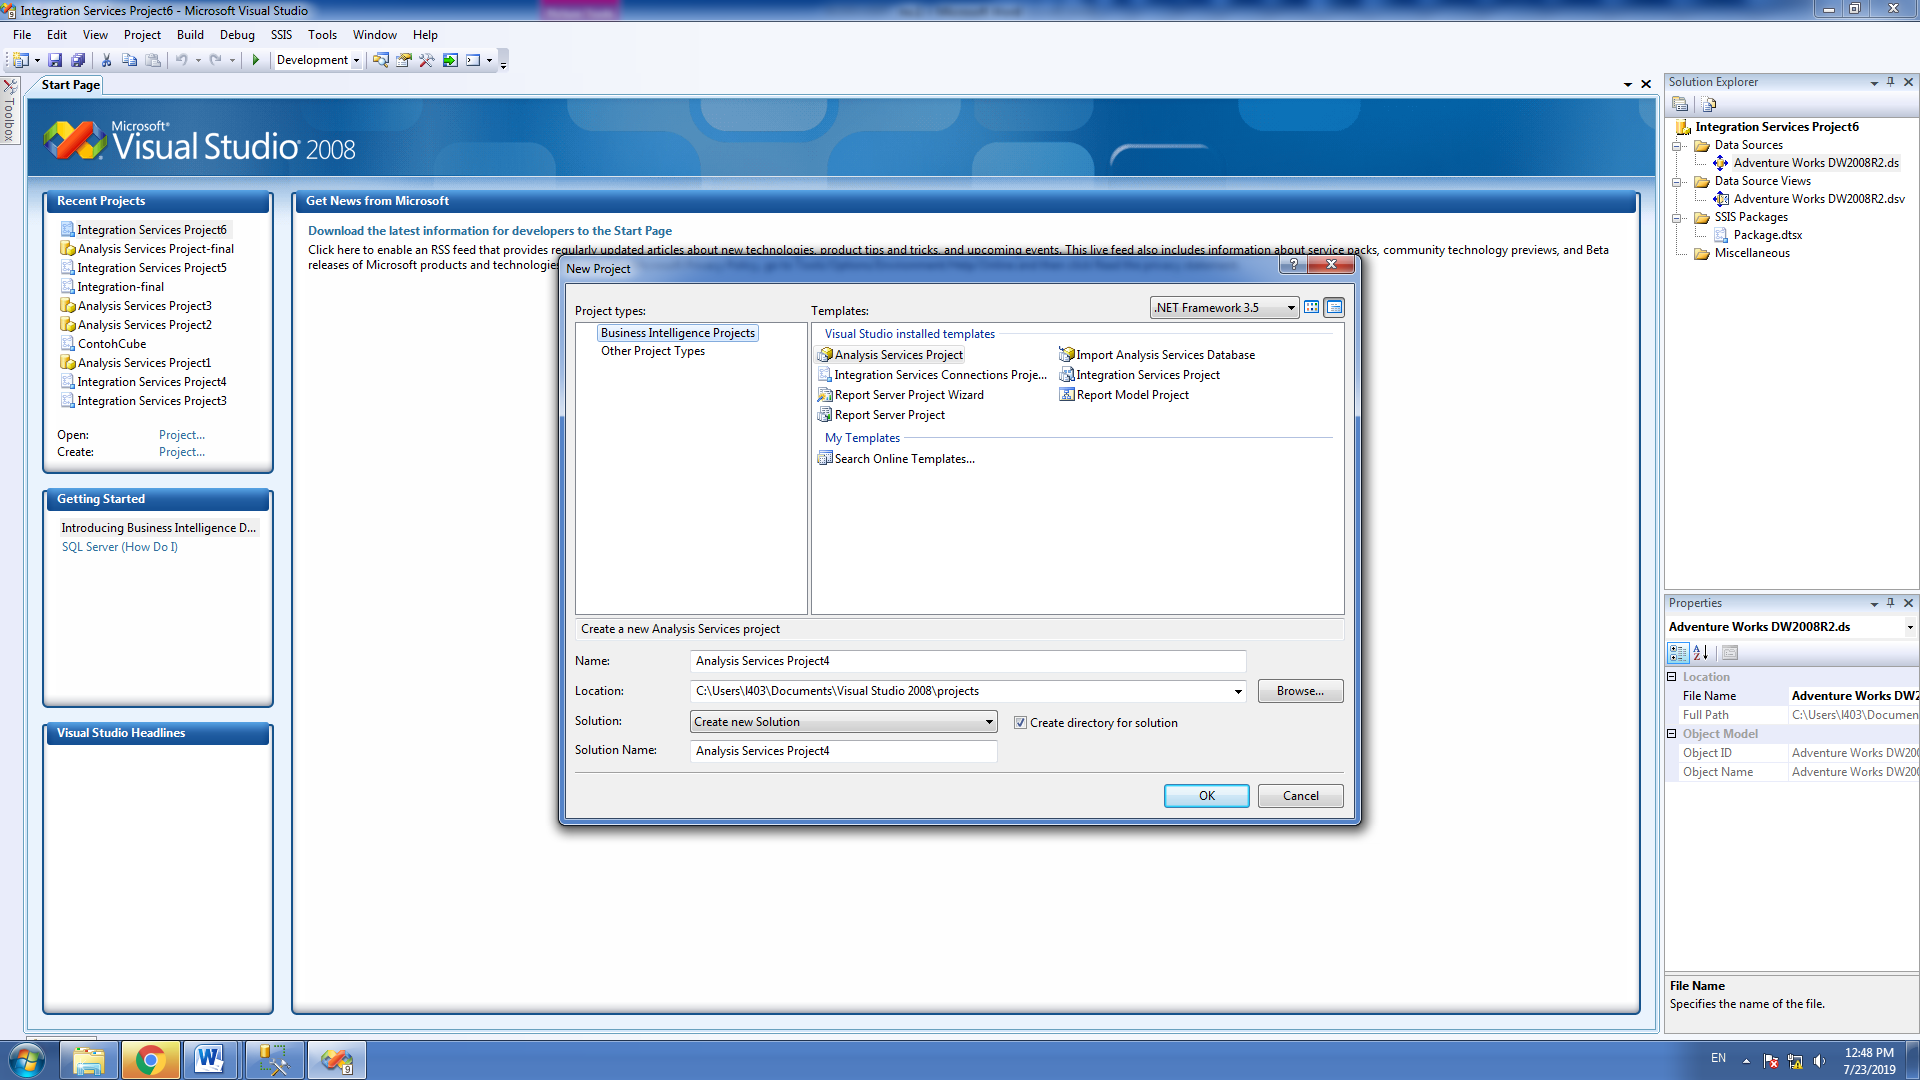 Integration Services Project6 - Microsoft Visual Studio
File Edit View Project Build Debug SSIS Tools Window Help
Development
Toolbox
Start Page
Microsoft®
Visual Studio® 2008
Recent Projects
Integration Services Project6
Analysis Services Project-final
Integration Services Project5
Integration-final
Analysis Services Project3
Analysis Services Project2
ContohCube
Analysis Services Project1
Integration Services Project4
Integration Services Project3
Open: Project...
Create: Project...
Getting Started
Introducing Business Intelligence D...
SQL Server (How Do I)
Visual Studio Headlines
Get News from Microsoft
Download the latest information for developers to the Start Page
Click here to enable an RSS feed that provides regularly updated articles about new technologies, product tips and tricks, and upcoming events. This live feed also includes information about service packs, community technology previews, and Beta
releases of Microsoft products and technologies
New Project
?
Project types:
Business Intelligence Projects
Other Project Types
Templates:
.NET Framework 3.5
Visual Studio installed templates
Analysis Services Project
Import Analysis Services Database
Integration Services Connections Proje...
Integration Services Project
Report Server Project Wizard
Report Model Project
Report Server Project
My Templates
Search Online Templates...
Create a new Analysis Services project
Name: Analysis Services Project4
Location: C:\Users\l403\Documents\Visual Studio 2008\projects
Browse...
Solution: Create new Solution
Create directory for solution
Solution Name: Analysis Services Project4
OK
Cancel
Solution Explorer
Integration Services Project6
Data Sources
Adventure Works DW2008R2.ds
Data Source Views
Adventure Works DW2008R2.dsv
SSIS Packages
Package.dtsx
Miscellaneous
Properties
Adventure Works DW2008R2.ds
Location
File Name Adventure Works DW2
Full Path C:\Users\l403\Documen
Object Model
Object ID Adventure Works DW200
Object Name Adventure Works DW200
File Name
Specifies the name of the file.
EN
12:48 PM
7/23/2019